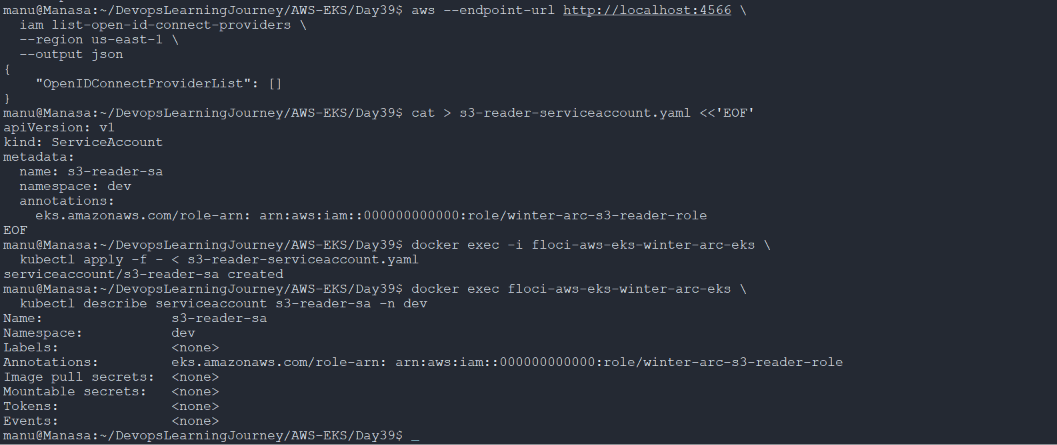 manu@Manasa:~/DevopsLearningJourney/AWS-EKS/Day39$ aws --endpoint-url http://localhost:4566 \
  iam list-open-id-connect-providers \
  --region us-east-1 \
  --output json
{
    "OpenIDConnectProviderList": []
}
manu@Manasa:~/DevopsLearningJourney/AWS-EKS/Day39$ cat > s3-reader-serviceaccount.yaml <<'EOF'
apiVersion: v1
kind: ServiceAccount
metadata:
  name: s3-reader-sa
  namespace: dev
  annotations:
    eks.amazonaws.com/role-arn: arn:aws:iam::000000000000:role/winter-arc-s3-reader-role
EOF
manu@Manasa:~/DevopsLearningJourney/AWS-EKS/Day39$ docker exec -i floci-aws-eks-winter-arc-eks \
  kubectl apply -f - < s3-reader-serviceaccount.yaml
serviceaccount/s3-reader-sa created
manu@Manasa:~/DevopsLearningJourney/AWS-EKS/Day39$ docker exec floci-aws-eks-winter-arc-eks \
  kubectl describe serviceaccount s3-reader-sa -n dev
Name:                s3-reader-sa
Namespace:           dev
Labels:              <none>
Annotations:         eks.amazonaws.com/role-arn: arn:aws:iam::000000000000:role/winter-arc-s3-reader-role
Image pull secrets:  <none>
Mountable secrets:   <none>
Tokens:              <none>
Events:              <none>
manu@Manasa:~/DevopsLearningJourney/AWS-EKS/Day39$ _